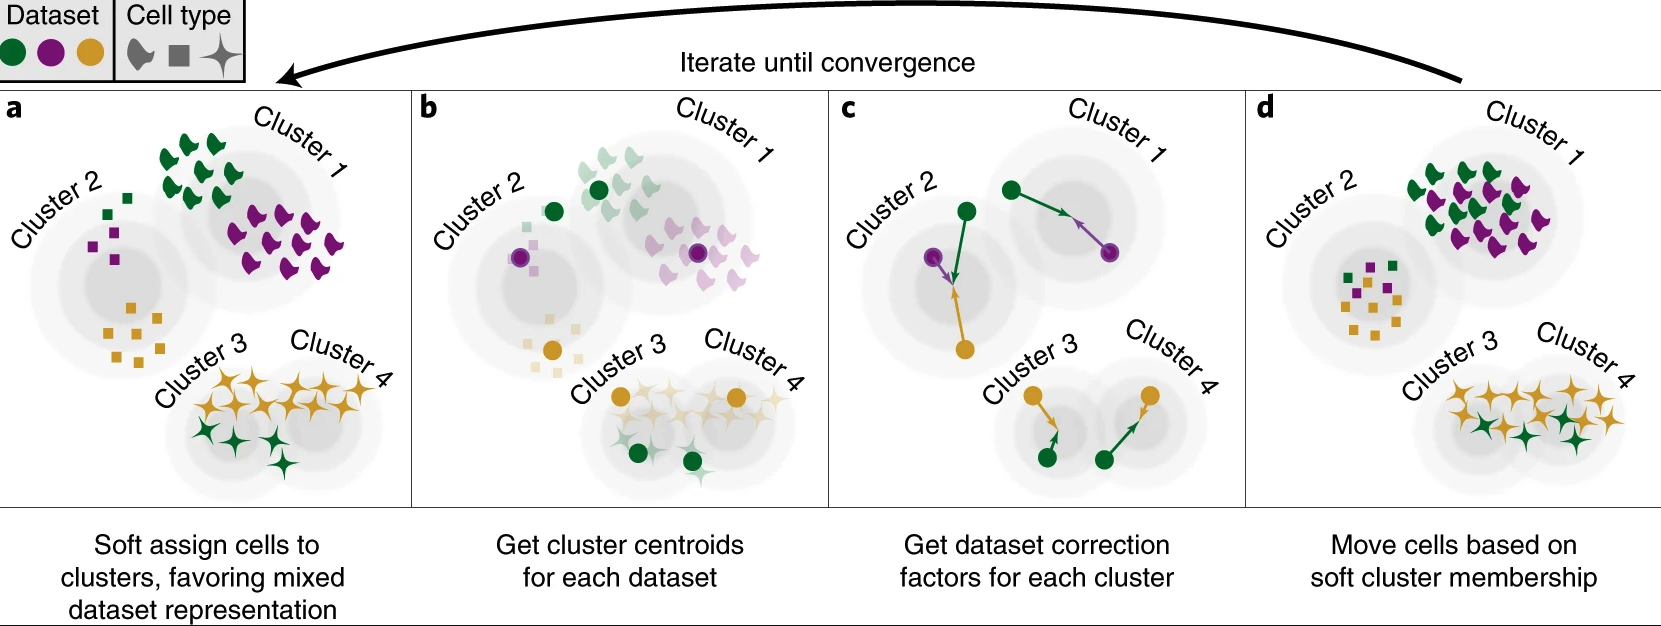 Dataset
Cell type
Iterate until convergence
a
Cluster 1
Cluster 2
Cluster 3
Cluster 4
b
Cluster 1
Cluster 2
Cluster 3
Cluster 4
c
Cluster 1
Cluster 2
Cluster 3
Cluster 4
d
Cluster 1
Cluster 2
Cluster 3
Cluster 4
Soft assign cells to
clusters, favoring mixed
dataset representation
Get cluster centroids
for each dataset
Get dataset correction
factors for each cluster
Move cells based on
soft cluster membership